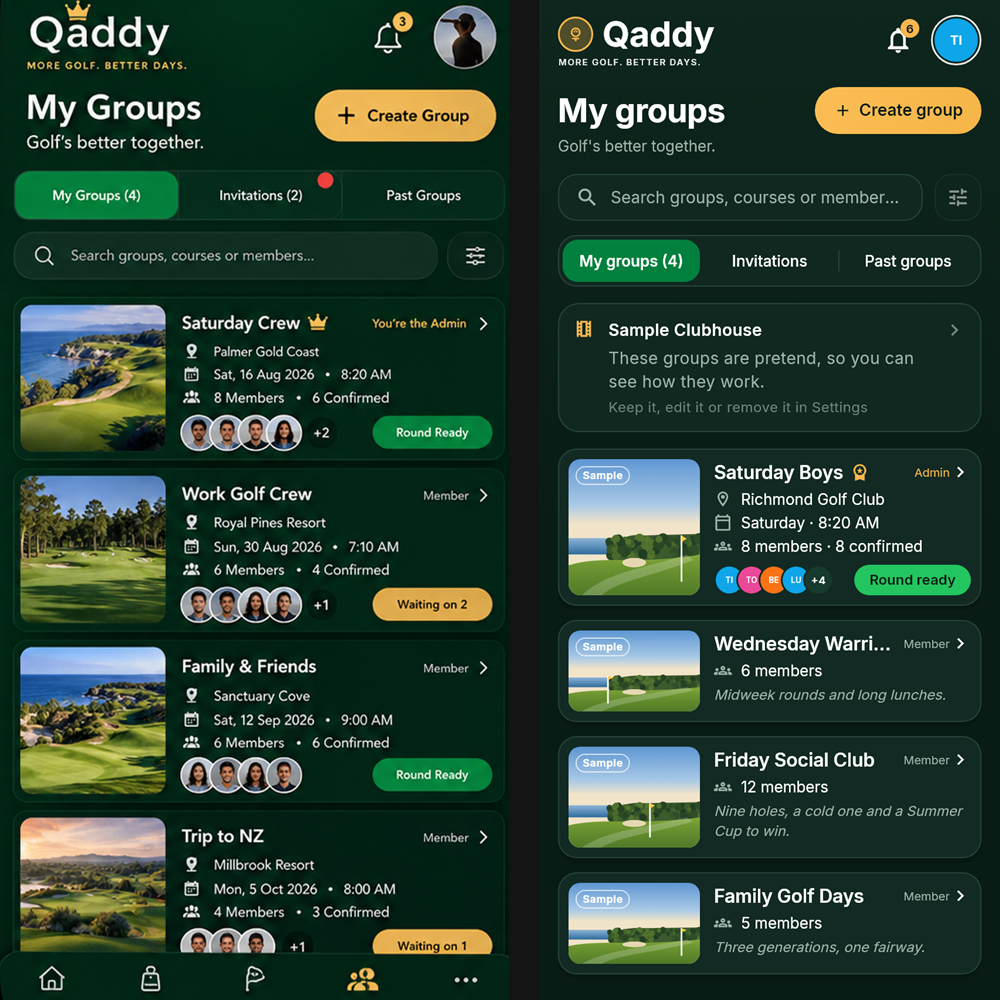 Qaddy
MORE GOLF. BETTER DAYS.
3
My Groups
Golf's better together.
+ Create Group
My Groups (4)
Invitations (2)
Past Groups
Search groups, courses or members...
Saturday Crew
You're the Admin
Palmer Gold Coast
Sat, 16 Aug 2026 • 8:20 AM
8 Members • 6 Confirmed
+2
Round Ready
Work Golf Crew
Member
Royal Pines Resort
Sun, 30 Aug 2026 • 7:10 AM
6 Members • 4 Confirmed
+1
Waiting on 2
Family & Friends
Member
Sanctuary Cove
Sat, 12 Sep 2026 • 9:00 AM
6 Members • 6 Confirmed
Round Ready
Trip to NZ
Member
Millbrook Resort
Mon, 5 Oct 2026 • 8:00 AM
4 Members • 3 Confirmed
+1
Waiting on 1
Qaddy
MORE GOLF. BETTER DAYS.
6
TI
My groups
Golf's better together.
+ Create group
Search groups, courses or member...
My groups (4)
Invitations
Past groups
Sample Clubhouse
These groups are pretend, so you can
see how they work.
Keep it, edit it or remove it in Settings
Sample
Saturday Boys
Admin
Richmond Golf Club
Saturday · 8:20 AM
8 members · 8 confirmed
TI
TO
BE
LU
+4
Round ready
Sample
Wednesday Warri...
Member
6 members
Midweek rounds and long lunches.
Sample
Friday Social Club
Member
12 members
Nine holes, a cold one and a Summer
Cup to win.
Sample
Family Golf Days
Member
5 members
Three generations, one fairway.